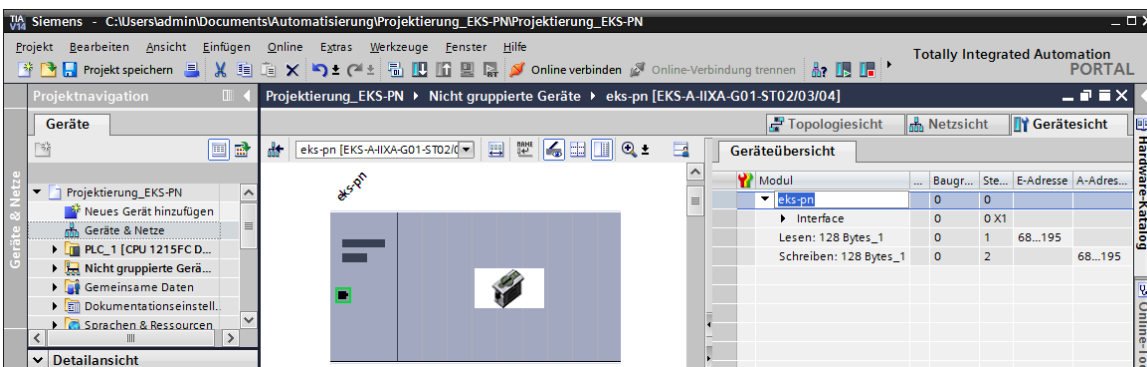 TIA V14 Siemens - C:\Users\admin\Documents\Automatisierung\Projektierung_EKS-PN\Projektierung_EKS-PN
Projekt Bearbeiten Ansicht Einfügen Online Extras Werkzeuge Fenster Hilfe
Totally Integrated Automation
PORTAL
Projekt speichern Online verbinden Online-Verbindung trennen
Projektnavigation
Projektierung_EKS-PN Nicht gruppierte Geräte eks-pn [EKS-A-IIXA-G01-ST02/03/04]
Geräte
Topologiesicht Netzsicht Gerätesicht
eks-pn [EKS-A-IIXA-G01-ST02/0
Geräteübersicht
Modul ... Baugr... Ste... E-Adresse A-Adres...
eks-pn 0 0
Interface 0 0 X1
Lesen: 128 Bytes_1 0 1 68...195
Schreiben: 128 Bytes_1 0 2 68...195
Projektierung_EKS-PN
Neues Gerät hinzufügen
Geräte & Netze
PLC_1 [CPU 1215FC D...
Nicht gruppierte Gerä...
Gemeinsame Daten
Dokumentationseinstell...
Sprachen & Ressourcen
Detailansicht
eks-pn
Geräte & Netze
Hardware-Katalog